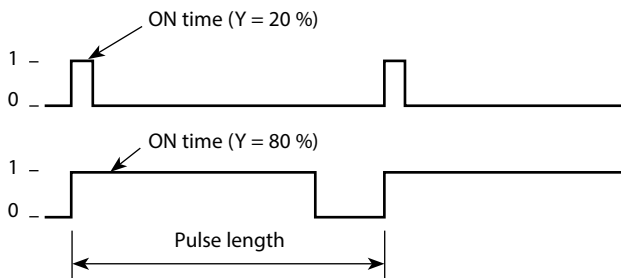 ON time (Y = 20 %)
1
0
ON time (Y = 80 %)
1
0
Pulse length